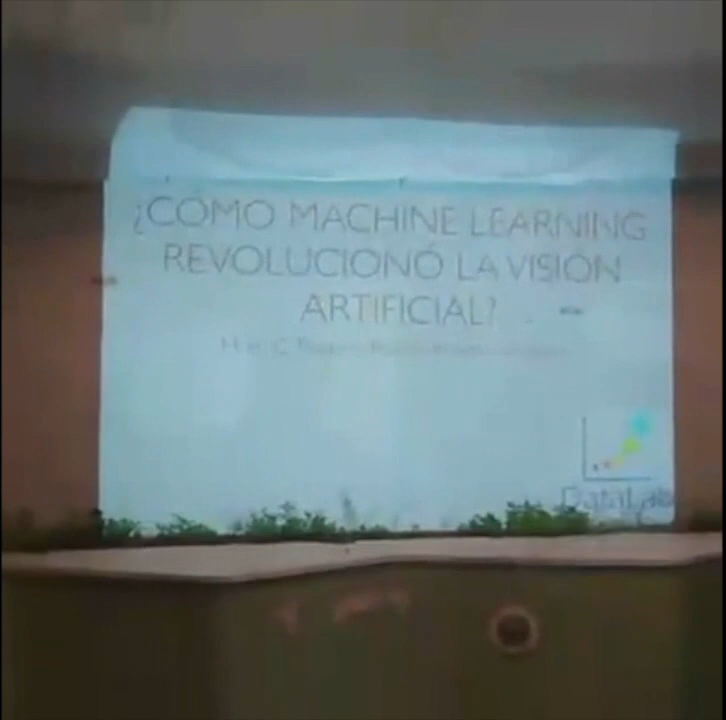 ¿CÓMO MACHINE LEARNING
REVOLUCIONÓ LA VISIÓN
ARTIFICIAL?
DataLab